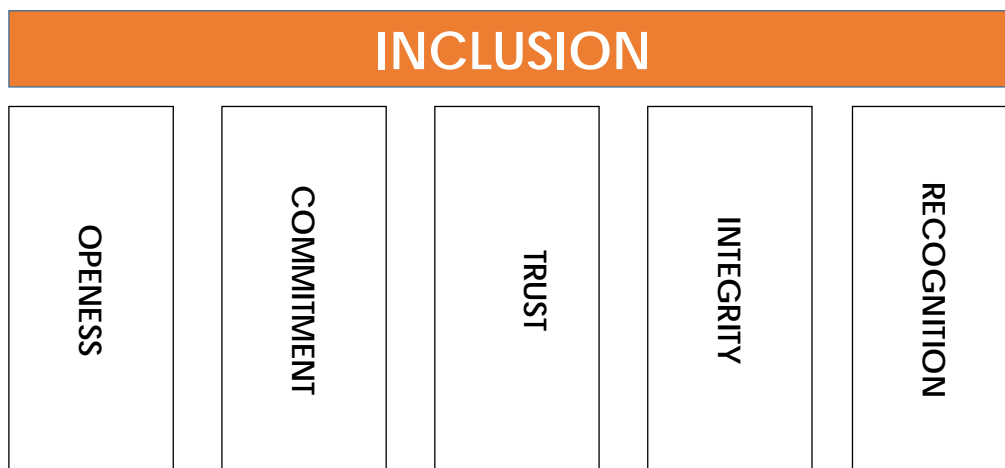 INCLUSION
OPENESS
COMMITMENT
TRUST
INTEGRITY
RECOGNITION